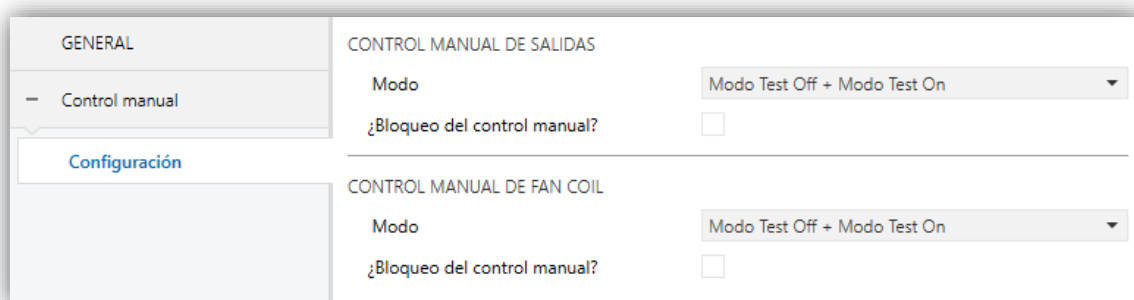 GENERAL
Control manual
Configuración
CONTROL MANUAL DE SALIDAS
Modo Modo Test Off + Modo Test On
¿Bloqueo del control manual?
CONTROL MANUAL DE FAN COIL
Modo Modo Test Off + Modo Test On
¿Bloqueo del control manual?